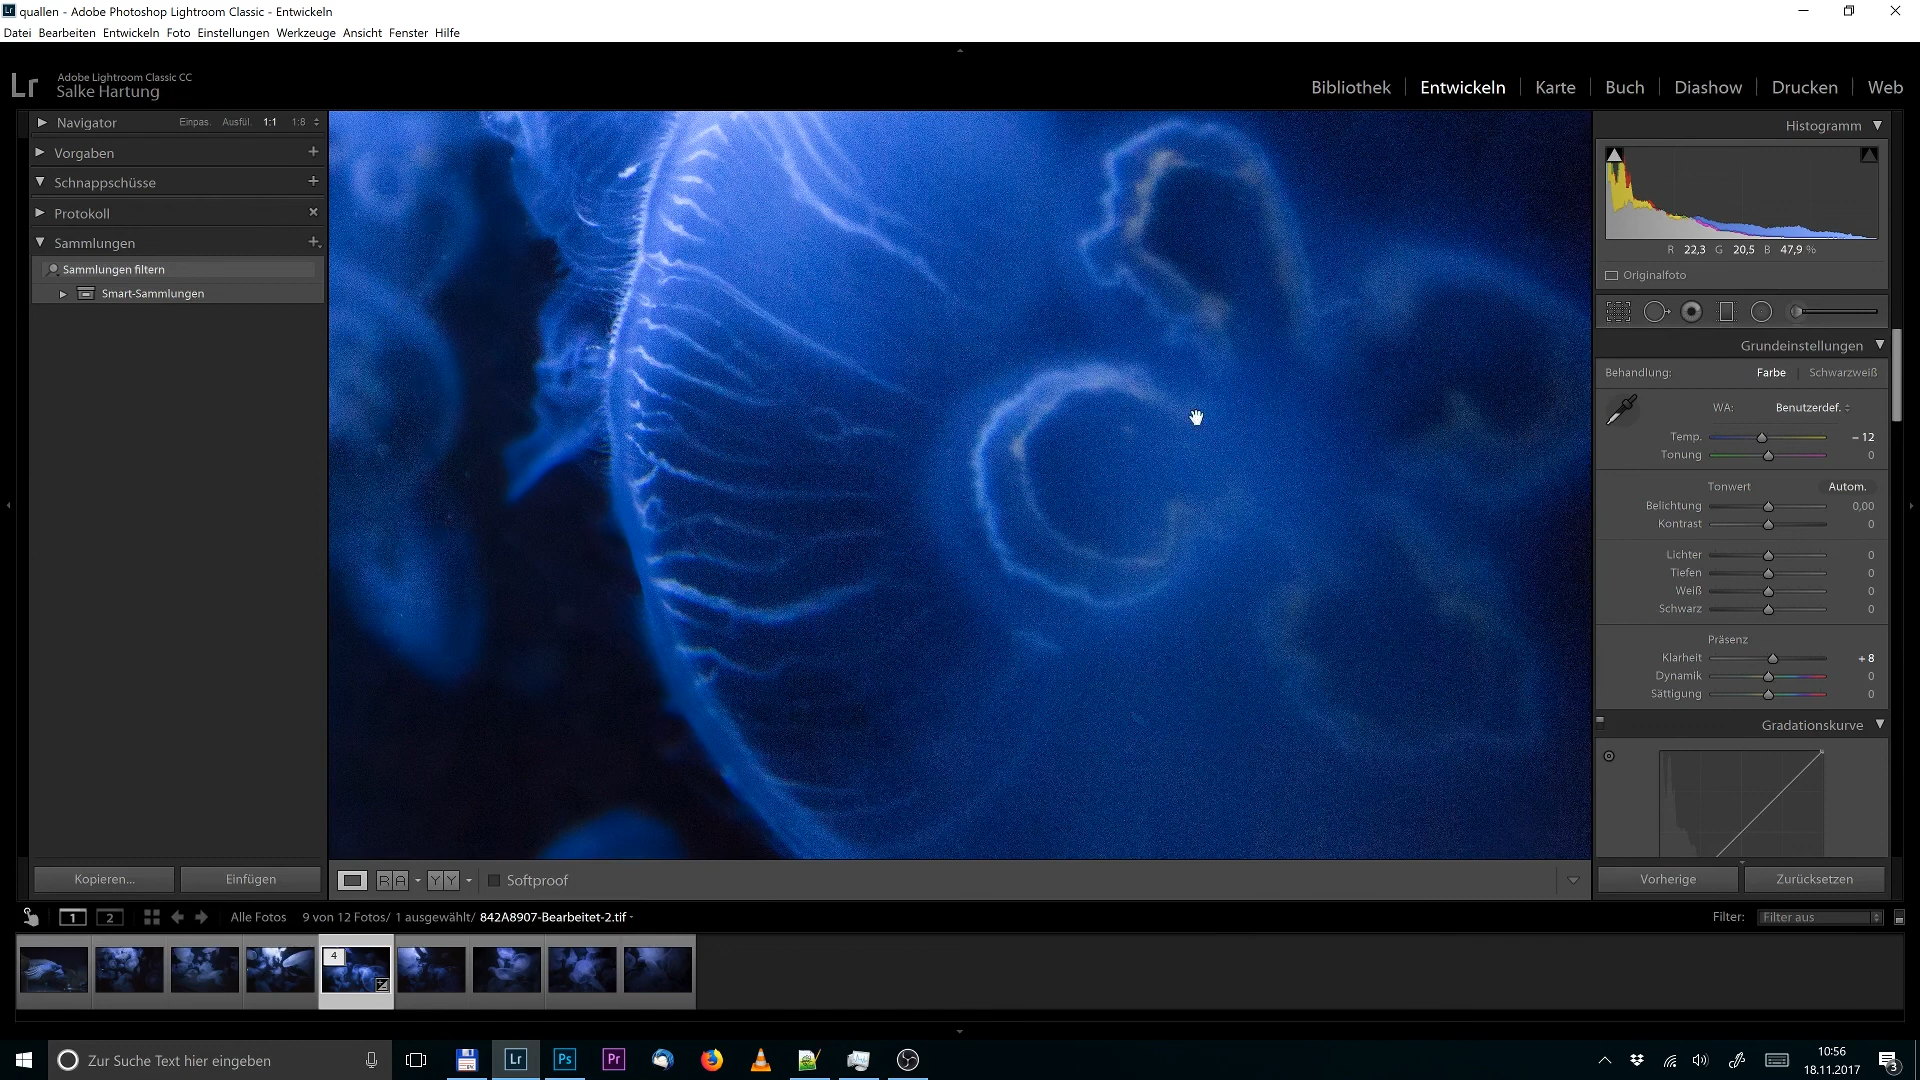 quallen - Adobe Photoshop Lightroom Classic - Entwickeln
Datei Bearbeiten Entwickeln Foto Einstellungen Werkzeuge Ansicht Fenster Hilfe
Lr
Adobe Lightroom Classic CC
Salke Hartung
Bibliothek | Entwickeln | Karte | Buch | Diashow | Drucken | Web
Navigator Einpas. Ausfül. 1:1 1:8
Vorgaben
Schnappschüsse
Protokoll
Sammlungen
Sammlungen filtern
Smart-Sammlungen
Histogramm
R 22,3 G 20,5 B 47,9 %
Originalfoto
Grundeinstellungen
Behandlung: Farbe | Schwarzweiß
WA: Benutzerdef.
Temp. – 12
Tonung 0
Tonwert Autom.
Belichtung 0,00
Kontrast 0
Lichter 0
Tiefen 0
Weiß 0
Schwarz 0
Präsenz
Klarheit + 8
Dynamik 0
Sättigung 0
Gradationskurve
Kopieren... Einfügen
R A Y Y Softproof
Vorherige Zurücksetzen
1 2 Alle Fotos 9 von 12 Fotos/ 1 ausgewählt/ 842A8907-Bearbeitet-2.tif
Filter: Filter aus
4
Zur Suche Text hier eingeben
Lr Ps Pr
10:56
18.11.2017
3